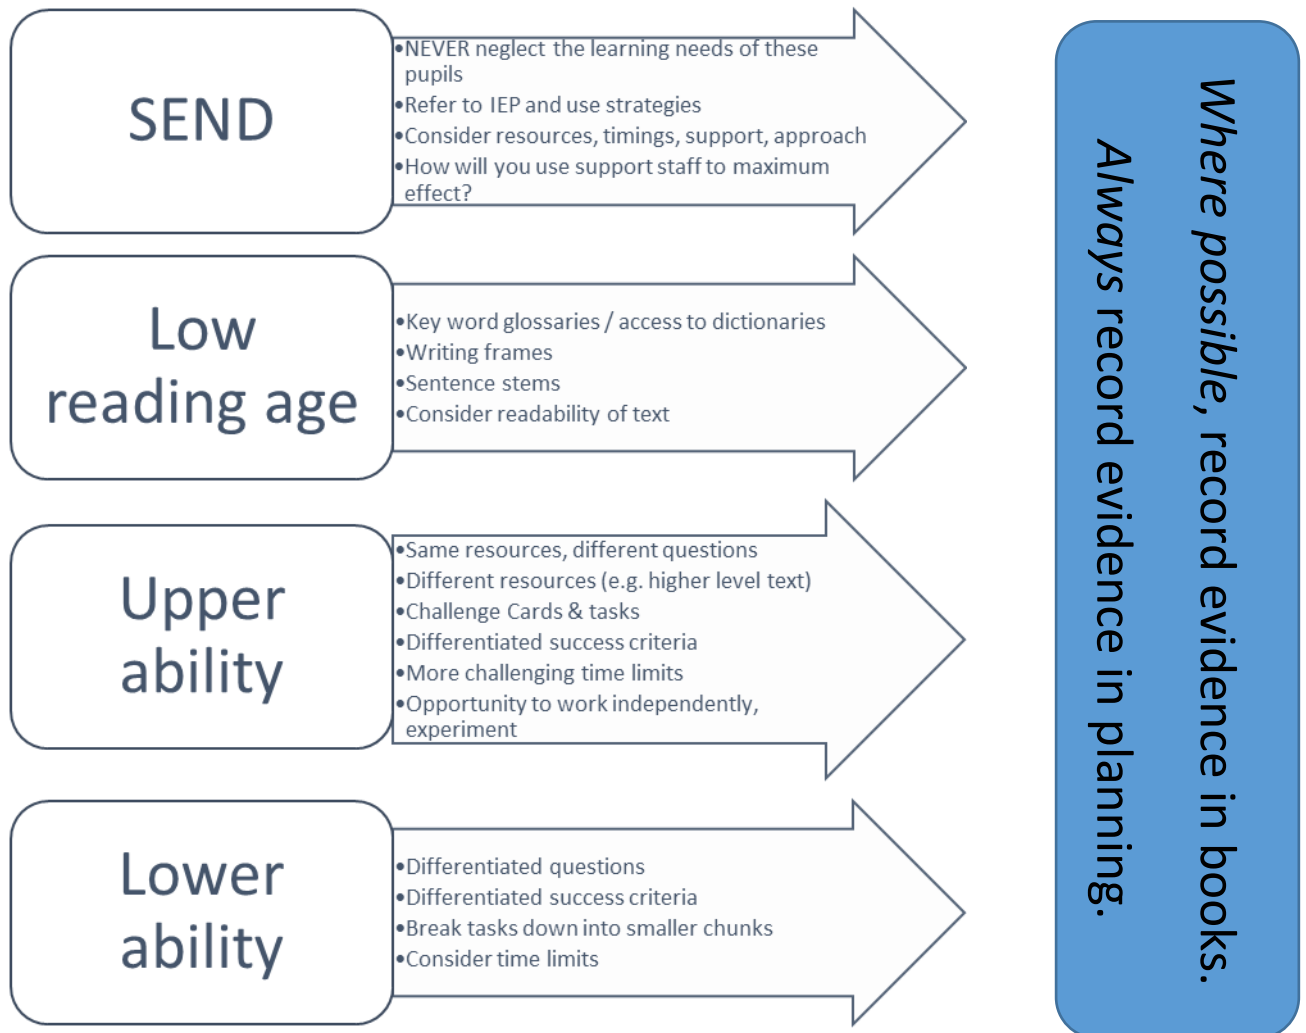 SEND
•NEVER neglect the learning needs of these
pupils
•Refer to IEP and use strategies
•Consider resources, timings, support, approach
•How will you use support staff to maximum
effect?
Low
reading age
•Key word glossaries / access to dictionaries
•Writing frames
•Sentence stems
•Consider readability of text
Upper
ability
•Same resources, different questions
•Different resources (e.g. higher level text)
•Challenge Cards & tasks
•Differentiated success criteria
•More challenging time limits
•Opportunity to work independently,
experiment
Lower
ability
•Differentiated questions
•Differentiated success criteria
•Break tasks down into smaller chunks
•Consider time limits
Where possible, record evidence in books.
Always record evidence in planning.